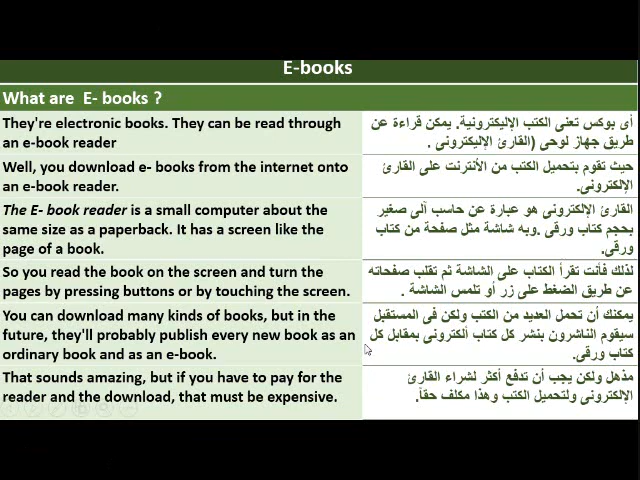 E-books
What are  E- books ?
They're electronic books. They can be read through
an e-book reader
أى بوكس تعنى الكتب الإليكترونية. يمكن قراءة عن
طريق جهاز لوحى (القارئ الإليكترونى .
Well, you download e- books from the internet onto
an e-book reader.
حيث تقوم بتحميل الكتب من الأنترنت على القارئ
الإلكترونى.
The E- book reader is a small computer about the
same size as a paperback. It has a screen like the
page of a book.
القارئ الإلكترونى هو عبارة عن حاسب آلى صغير
بحجم كتاب ورقى .وبه شاشة مثل صفحة من كتاب
ورقى.
So you read the book on the screen and turn the
pages by pressing buttons or by touching the screen.
لذلك فأنت تقرأ الكتاب على الشاشة ثم تقلب صفحاته
عن طريق الضغط على زر أو تلمس الشاشة .
You can download many kinds of books, but in the
future, they'll probably publish every new book as an
ordinary book and as an e-book.
يمكنك أن تحمل العديد من الكتب ولكن فى المستقبل
سيقوم الناشرون بنشر كل كتاب ألكترونى بمقابل كل
كتاب ورقى.
That sounds amazing, but if you have to pay for the
reader and the download, that must be expensive.
مذهل ولكن يجب أن تدفع أكثر لشراء القارئ
الإلكترونى ولتحميل الكتب وهذا مكلف حقاً.